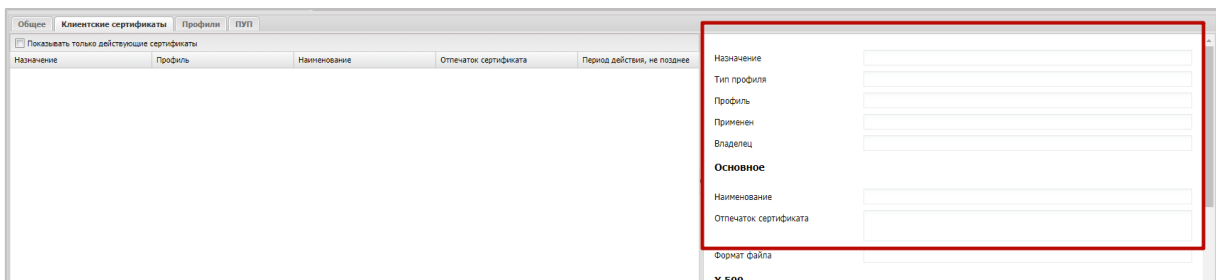 Общее Клиентские сертификаты Профили ПУП
Показывать только действующие сертификаты
Назначение Профиль Наименование Отпечаток сертификата Период действия, не позднее
Назначение
Тип профиля
Профиль
Применен
Владелец
Основное
Наименование
Отпечаток сертификата
Формат файла
X.509